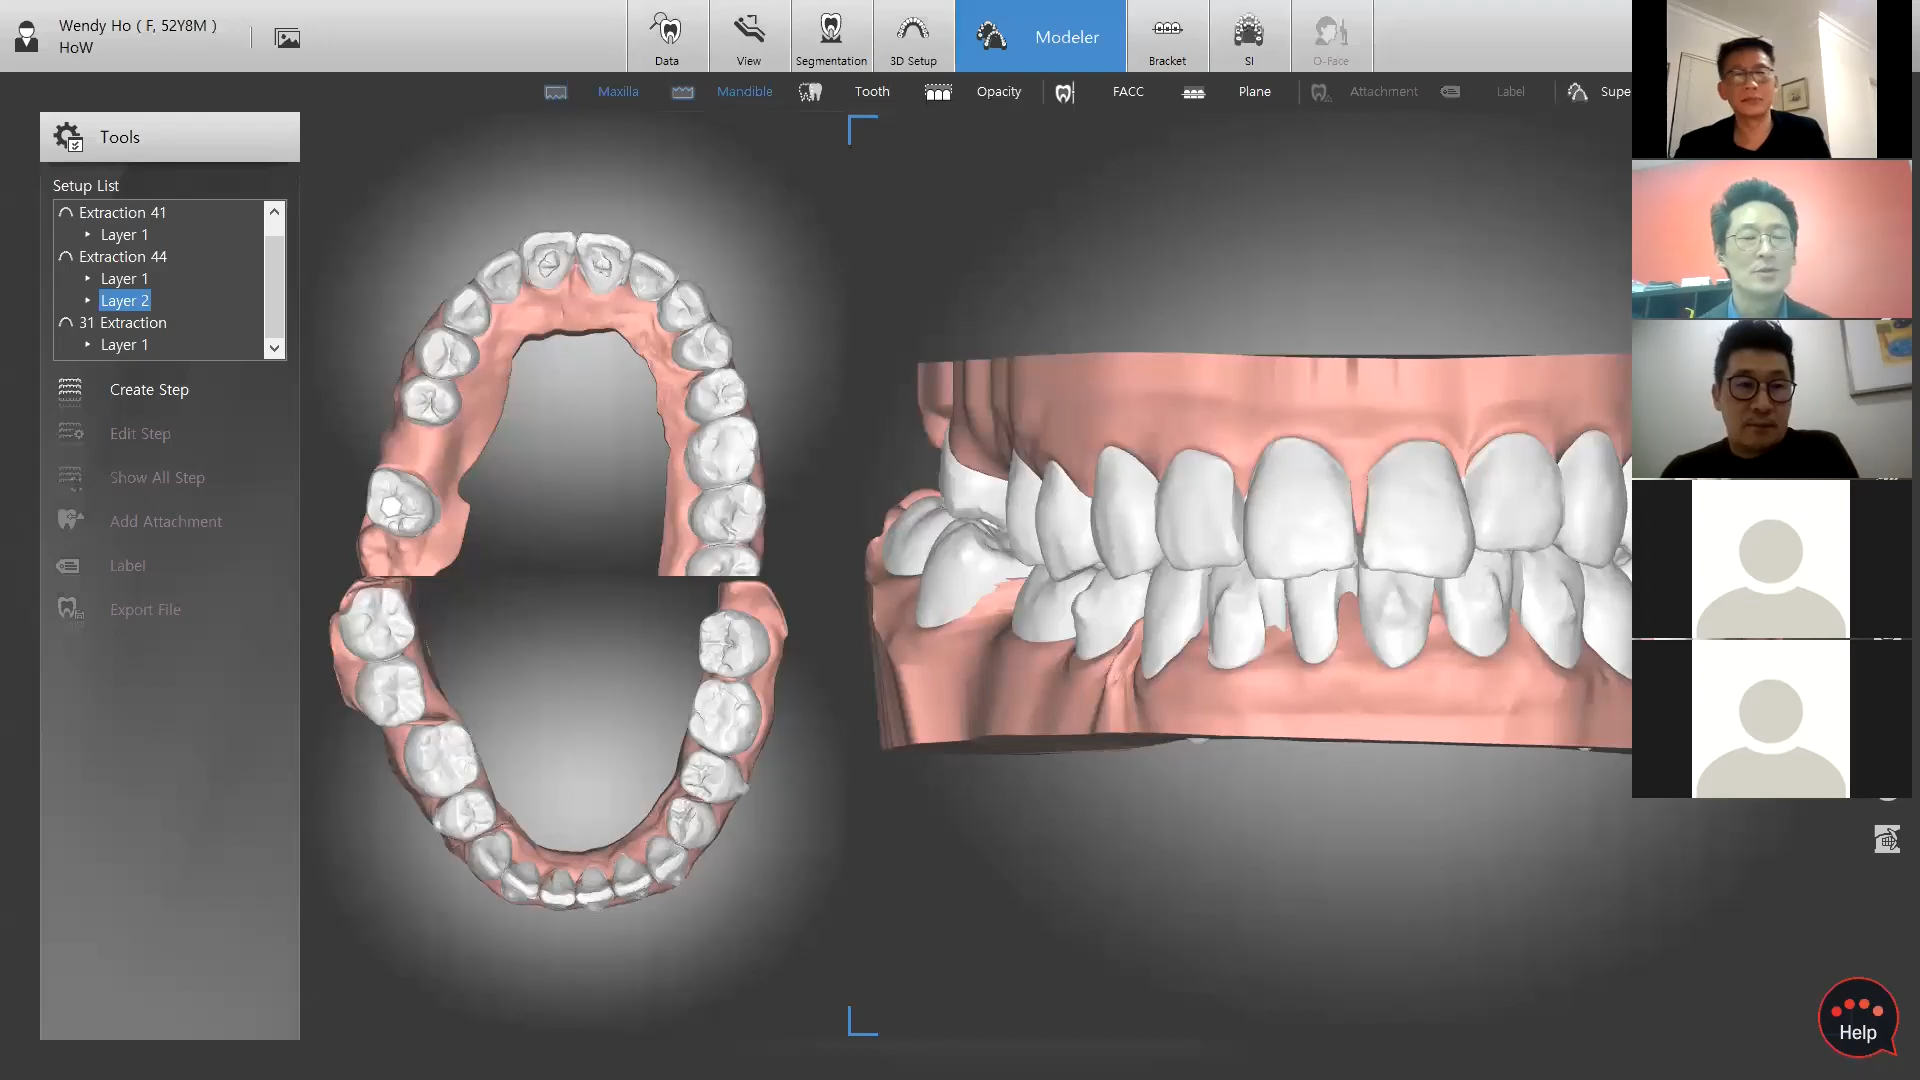 Wendy Ho ( F, 52Y8M )
HoW
Data
View
Segmentation
3D Setup
Modeler
Bracket
SI
O-Face
Maxilla
Mandible
Tooth
Opacity
FACC
Plane
Attachment
Label
Supe
Tools
Setup List
Extraction 41
Layer 1
Extraction 44
Layer 1
Layer 2
31 Extraction
Layer 1
Create Step
Edit Step
Show All Step
Add Attachment
Label
Export File
Help